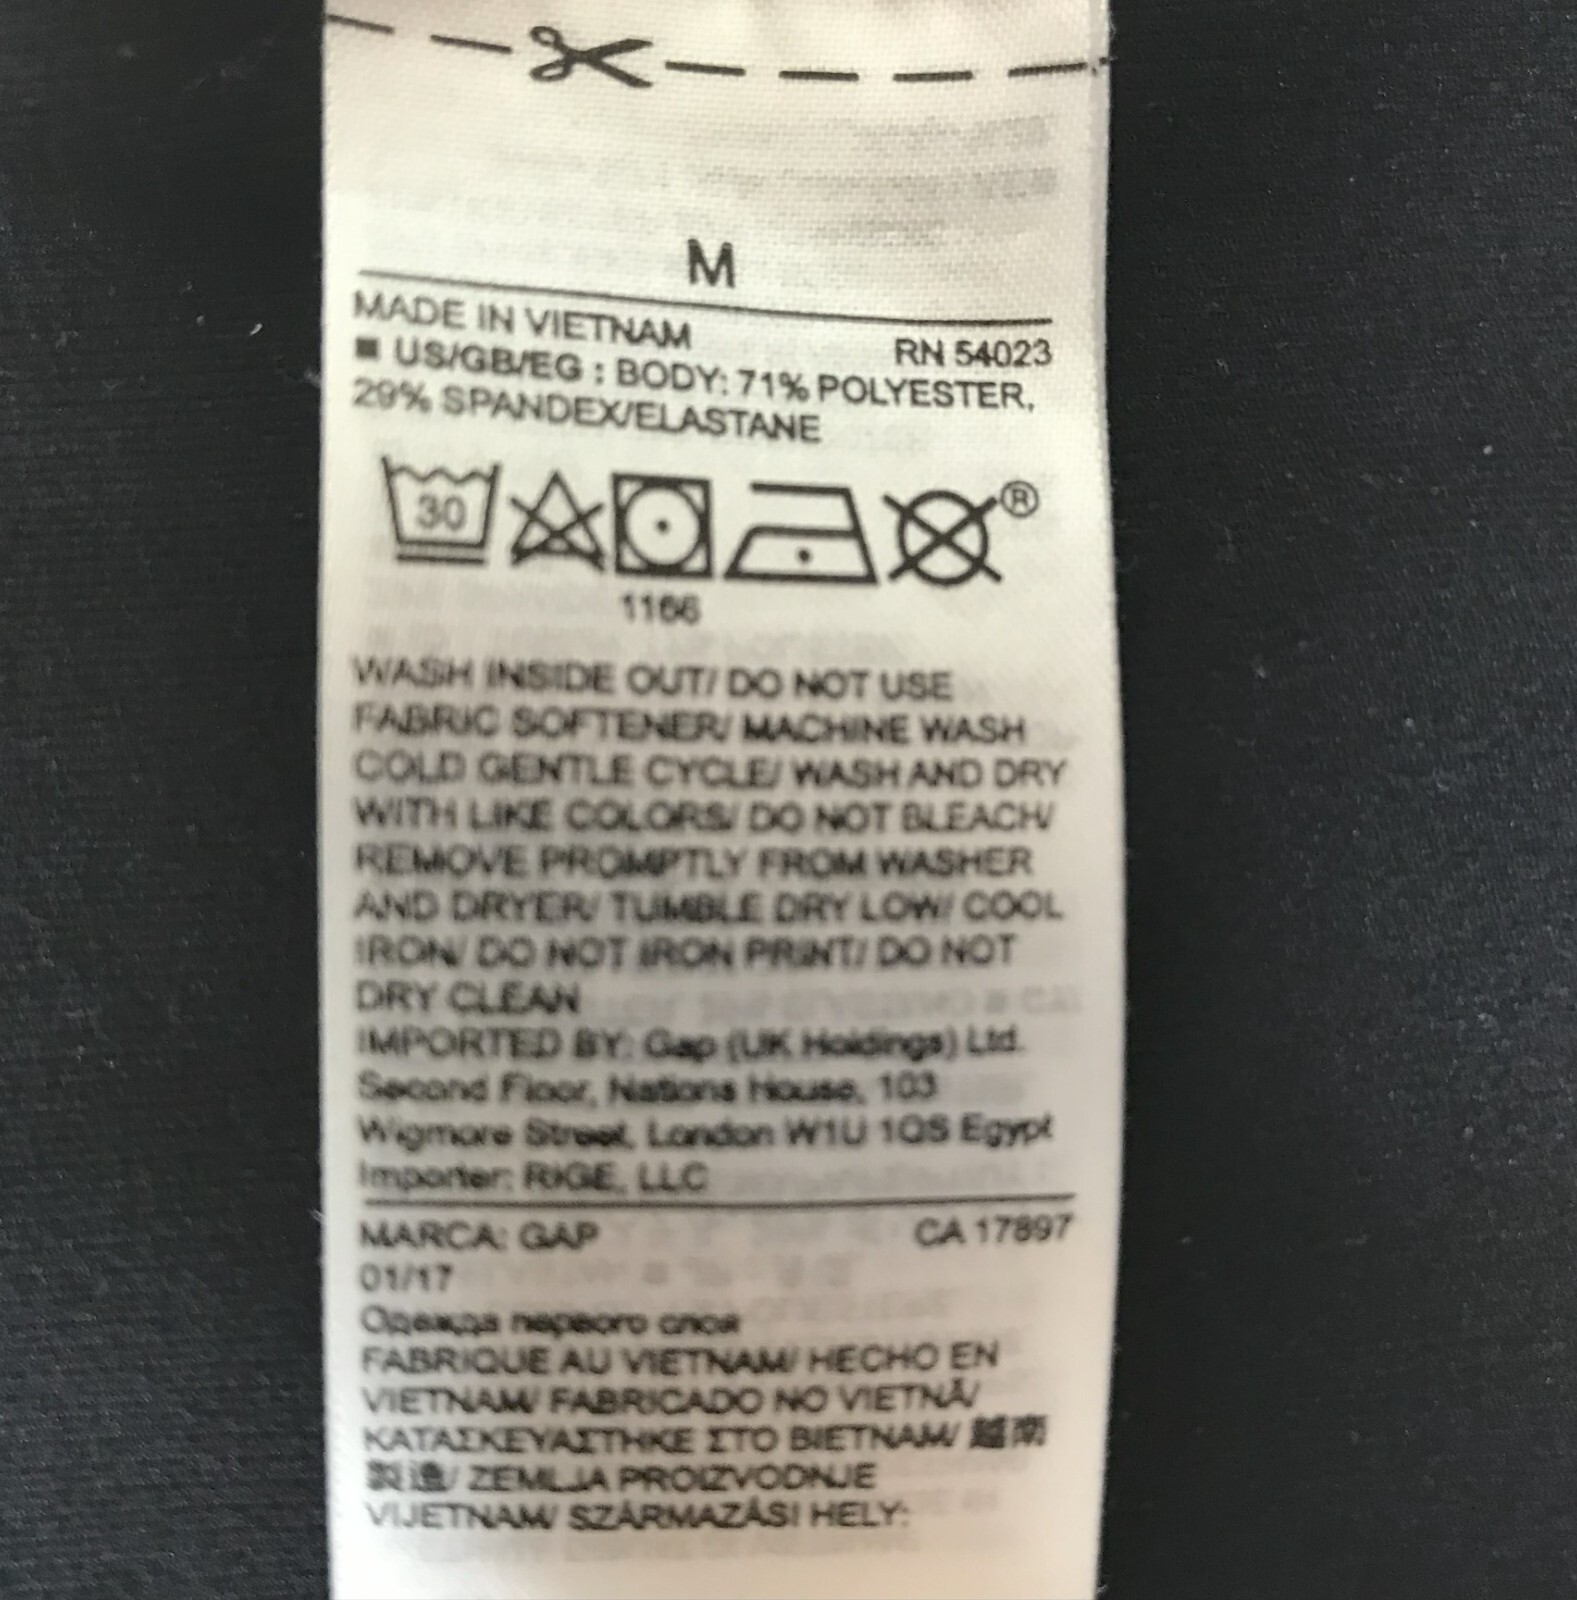 M
MADE IN VIETNAM RN 54023
■ US/GB/EG : BODY: 71% POLYESTER,
29% SPANDEX/ELASTANE
30
®
1166
WASH INSIDE OUT/ DO NOT USE
FABRIC SOFTENER/ MACHINE WASH
COLD GENTLE CYCLE/ WASH AND DRY
WITH LIKE COLORS/ DO NOT BLEACH/
REMOVE PROMPTLY FROM WASHER
AND DRYER/ TUMBLE DRY LOW/ COOL
IRON/ DO NOT IRON PRINT/ DO NOT
DRY CLEAN
IMPORTED BY: Gap (UK Holdings) Ltd.
Second Floor, Nations House, 103
Wigmore Street, London W1U 1QS Egypt
Importer: RIGE, LLC
MARCA: GAP CA 17897
01/17
Одежда первого слоя
FABRIQUE AU VIETNAM/ HECHO EN
VIETNAM/ FABRICADO NO VIETNÃ/
ΚΑΤΑΣΚΕΥΑΣΤΗΚΕ ΣΤΟ ΒΙΕΤΝΑΜ/ 越南
製造/ ZEMLJA PROIZVODNJE
VIJETNAM/ SZÁRMAZÁSI HELY: